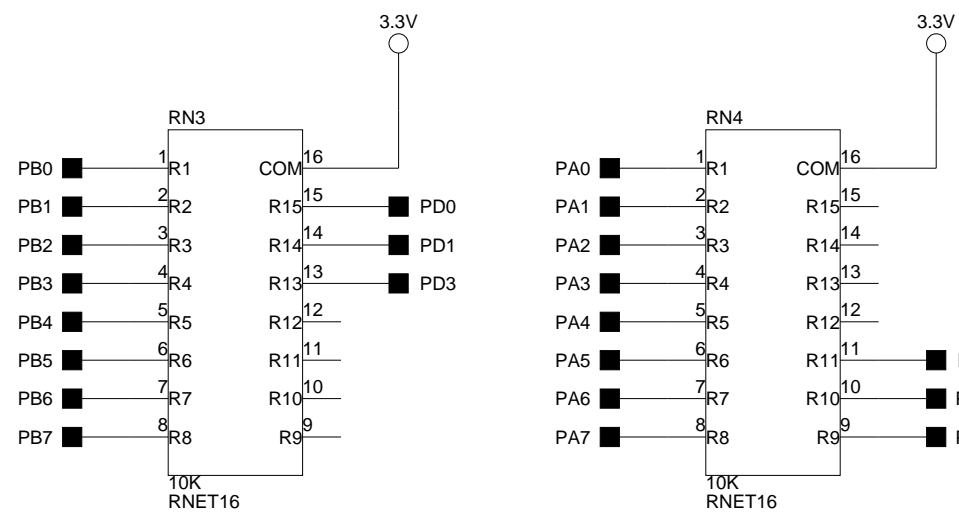 3.3V
RN3
PB0 1 R1 COM 16
PB1 2 R2 R15 15 PD0
PB2 3 R3 R14 14 PD1
PB3 4 R4 R13 13 PD3
PB4 5 R5 R12 12
PB5 6 R6 R11 11
PB6 7 R7 R10 10
PB7 8 R8 R9 9
10K
RNET16
3.3V
RN4
PA0 1 R1 COM 16
PA1 2 R2 R15 15
PA2 3 R3 R14 14
PA3 4 R4 R13 13
PA4 5 R5 R12 12
PA5 6 R6 R11 11
PA6 7 R7 R10 10
PA7 8 R8 R9 9
10K
RNET16